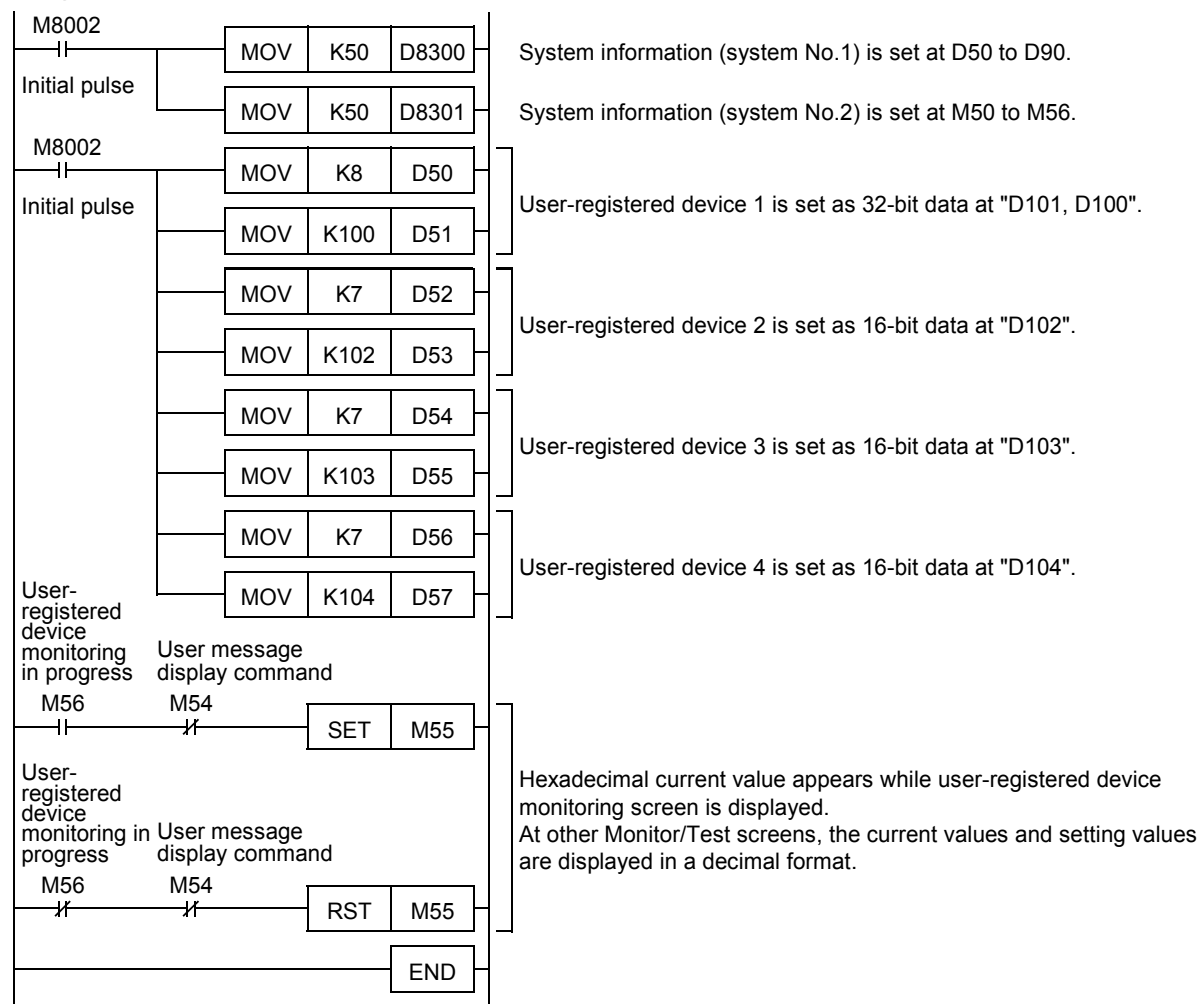 M8002
MOV K50 D8300
System information (system No.1) is set at D50 to D90.
Initial pulse
MOV K50 D8301
System information (system No.2) is set at M50 to M56.
M8002
MOV K8 D50
Initial pulse
User-registered device 1 is set as 32-bit data at "D101, D100".
MOV K100 D51
MOV K7 D52
User-registered device 2 is set as 16-bit data at "D102".
MOV K102 D53
MOV K7 D54
User-registered device 3 is set as 16-bit data at "D103".
MOV K103 D55
MOV K7 D56
User-registered device 4 is set as 16-bit data at "D104".
MOV K104 D57
User-
registered
device
monitoring
in progress
User message
display command
M56 M54
SET M55
User-
registered
device
monitoring in
progress
User message
display command
Hexadecimal current value appears while user-registered device
monitoring screen is displayed.
At other Monitor/Test screens, the current values and setting values
are displayed in a decimal format.
M56 M54
RST M55
END